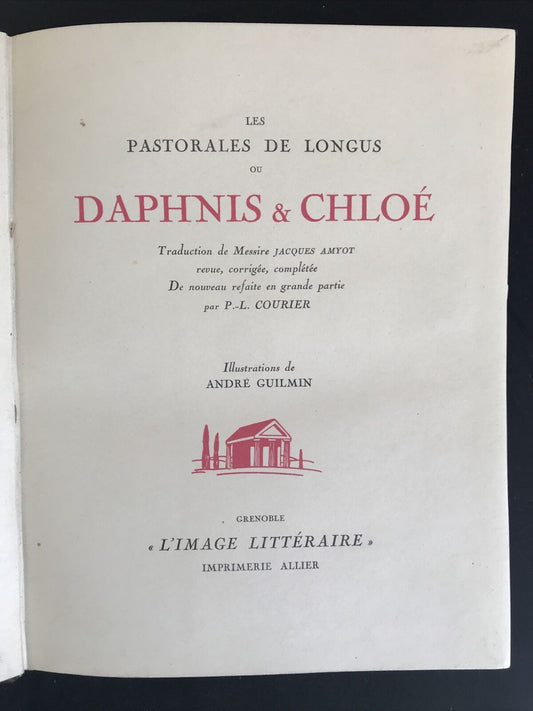 LES
PASTORALES DE LONGUS
OU
DAPHNIS & CHLOÉ
Traduction de Messire JACQUES AMYOT
revue, corrigée, complétée
De nouveau refaite en grande partie
par P.-L. COURIER
Illustrations de
ANDRÉ GUILMIN
GRENOBLE
« L'IMAGE LITTÉRAIRE »
IMPRIMERIE ALLIER